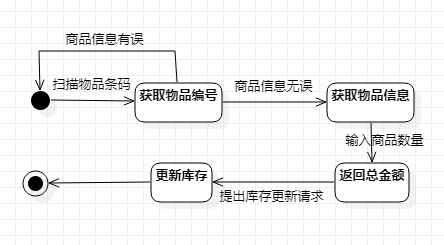 商品信息有误
扫描物品条码
获取物品编号
商品信息无误
获取物品信息
输入商品数量
更新库存
提出库存更新请求
返回总金额